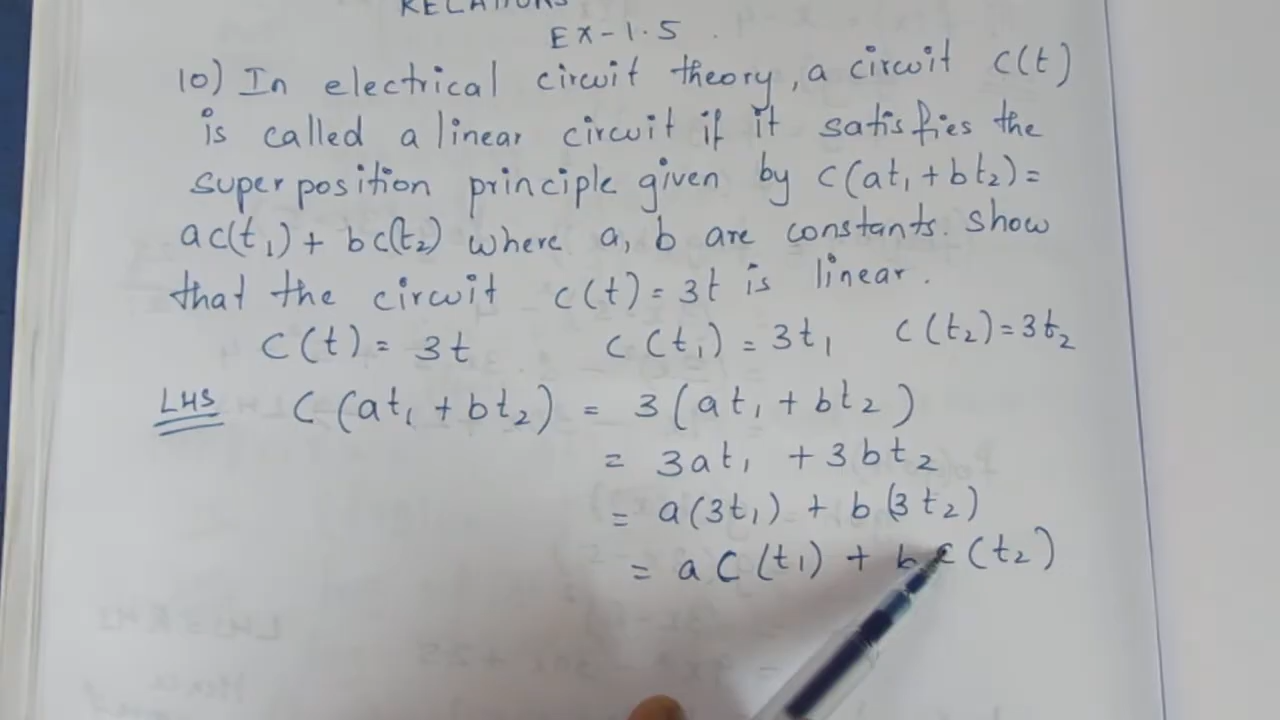 RELATIONS
EX-1.5
10) In electrical circuit theory, a circuit C(t)
is called a linear circuit if it satisfies the
superposition principle given by C(at₁ + bt₂) =
ac(t₁) + bc(t₂) where a, b are constants. show
that the circuit C(t) = 3t is linear.
C(t) = 3t C(t₁) = 3t₁ C(t₂) = 3t₂
LHS C(at₁ + bt₂) = 3(at₁ + bt₂)
= 3at₁ + 3bt₂
= a(3t₁) + b(3t₂)
= a C(t₁) + b c(t₂)